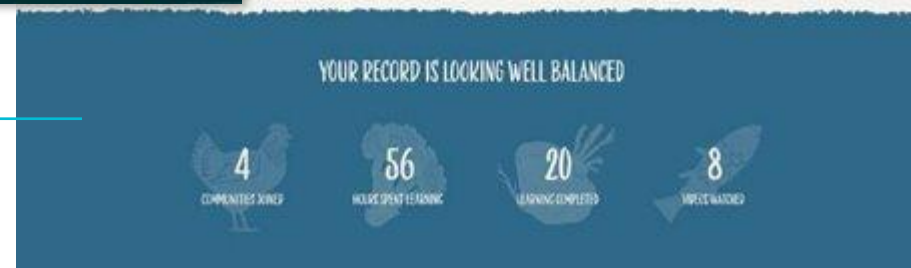 YOUR RECORD IS LOOKING WELL BALANCED
4 56 20 8
COMMUNITIES JOINED HOURS SPENT LEARNING LEARNING COMPLETED VIDEOS WATCHED